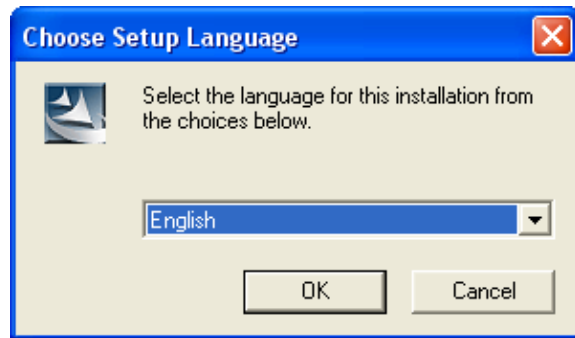 Choose Setup Language
Select the language for this installation from
the choices below.
English
OK
Cancel